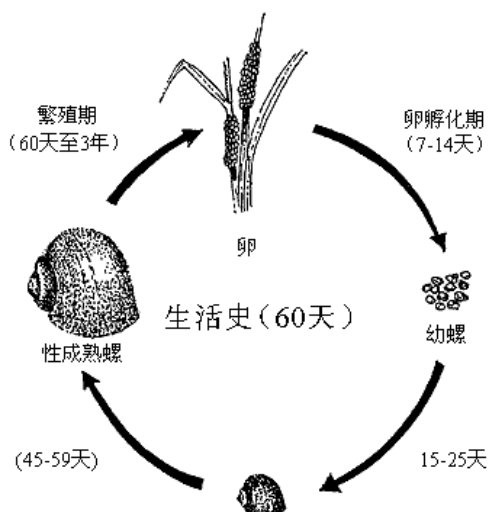 繁殖期
（60天至3年）
卵孵化期
（7-14天）
卵
生活史（60天）
幼螺
性成熟螺
(45-59天)
15-25天